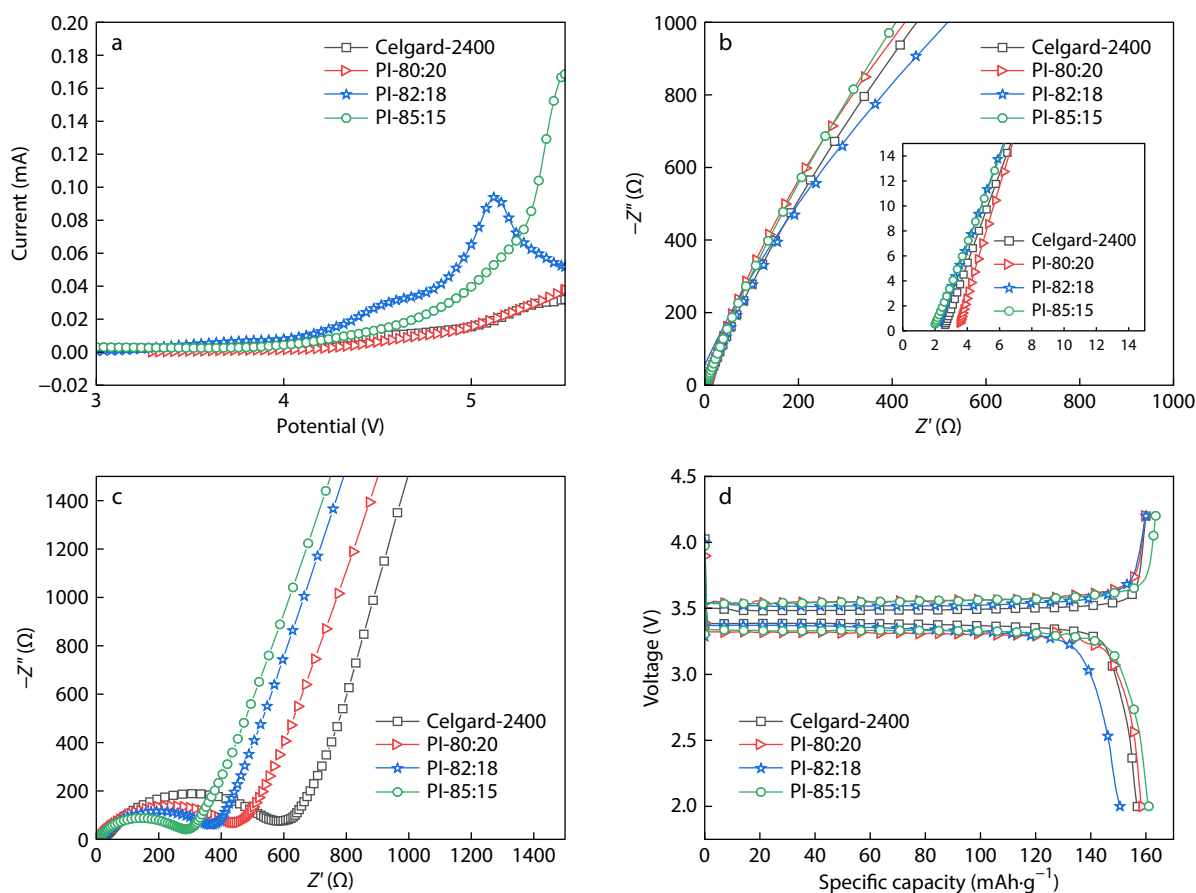 a
0.20
0.18
0.16
0.14
0.12
0.10
0.08
0.06
0.04
0.02
0.00
−0.02
Current (mA)
3
4
5
Potential (V)
Celgard-2400
PI-80:20
PI-82:18
PI-85:15
b
1000
800
600
400
200
0
−Z″ (Ω)
0
200
400
600
800
1000
Z′ (Ω)
Celgard-2400
PI-80:20
PI-82:18
PI-85:15
14
12
10
8
6
4
2
0
0
2
4
6
8
10
12
14
Celgard-2400
PI-80:20
PI-82:18
PI-85:15
c
1400
1200
1000
800
600
400
200
0
−Z″ (Ω)
0
200
400
600
800
1000
1200
1400
Z′ (Ω)
Celgard-2400
PI-80:20
PI-82:18
PI-85:15
d
4.5
4.0
3.5
3.0
2.5
2.0
Voltage (V)
0
20
40
60
80
100
120
140
160
Specific capacity (mAh·g⁻¹)
Celgard-2400
PI-80:20
PI-82:18
PI-85:15